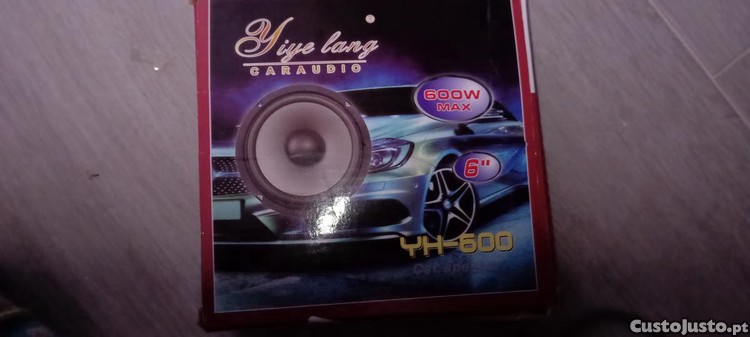 Yiye lang
CARAUDIO
600W
MAX
6"
YH-600
CustoJusto.pt